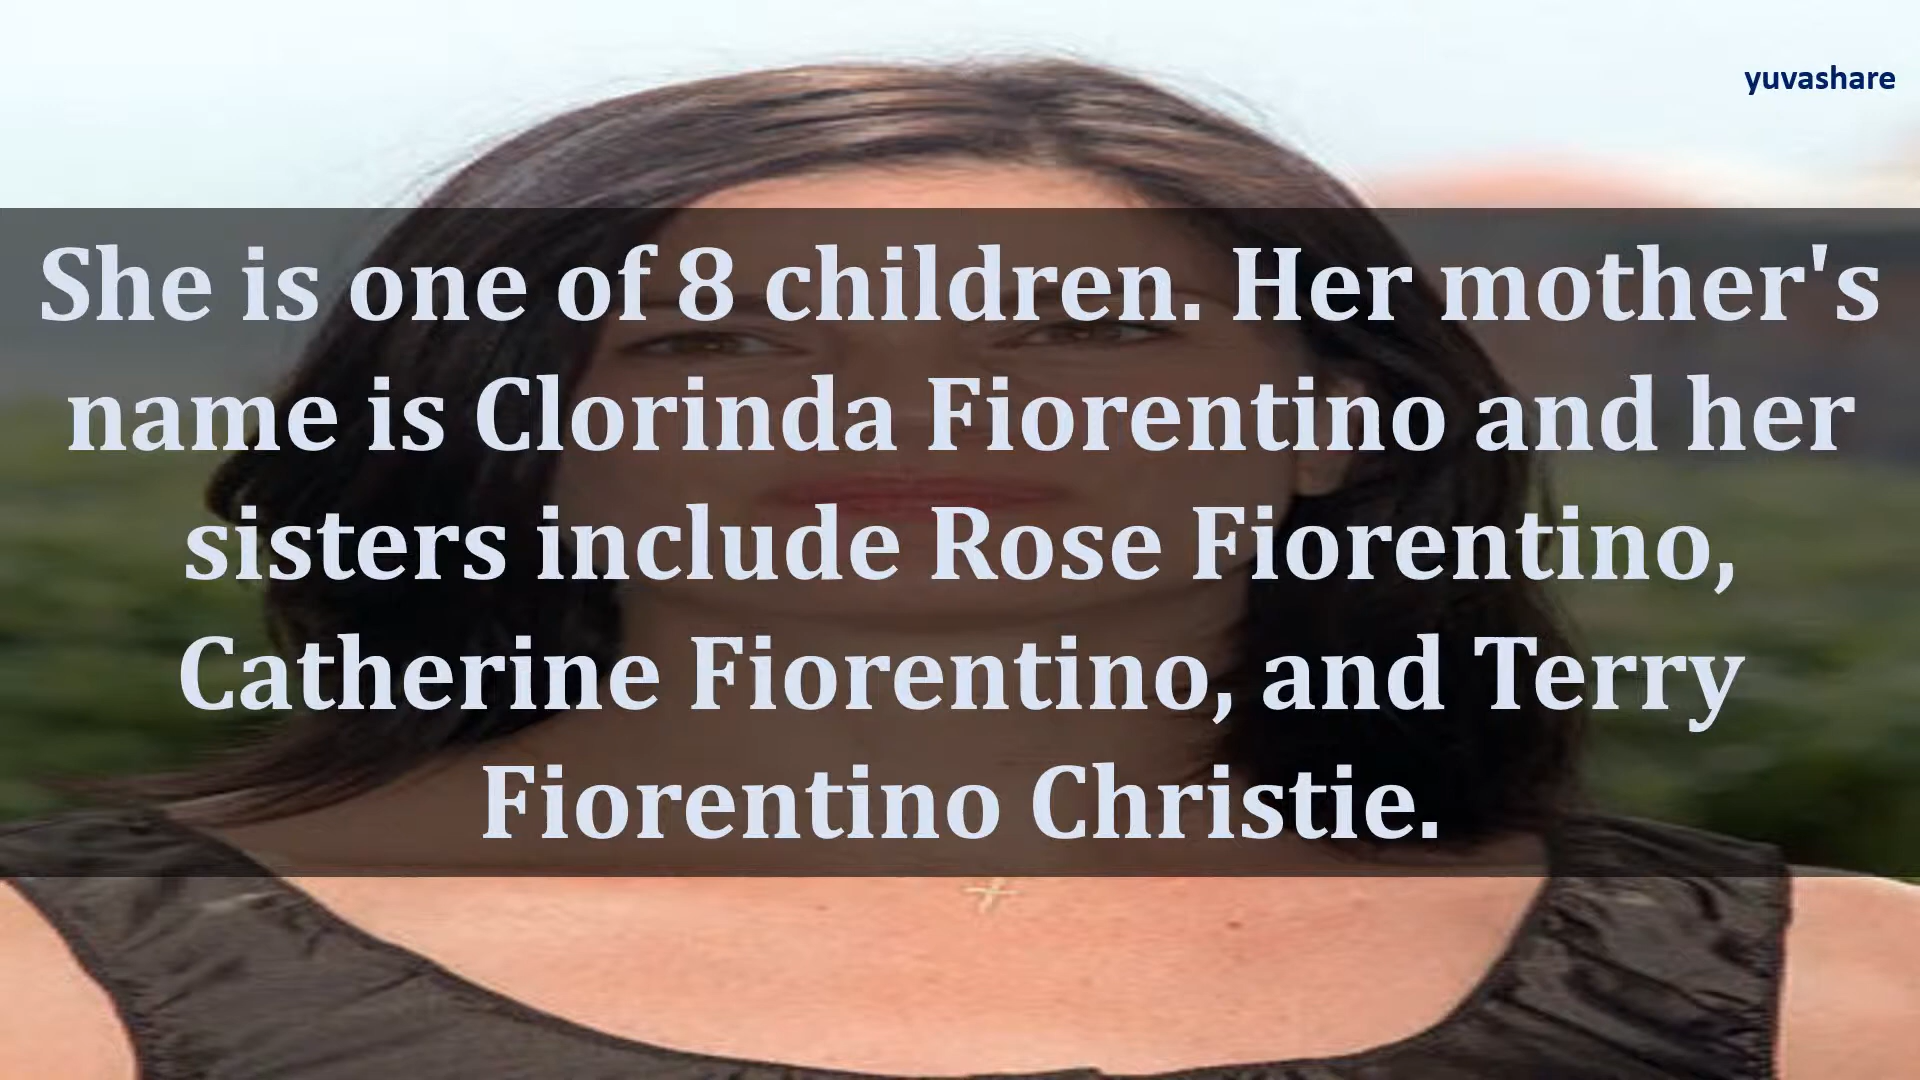 yuvashare
She is one of 8 children. Her mother's
name is Clorinda Fiorentino and her
sisters include Rose Fiorentino,
Catherine Fiorentino, and Terry
Fiorentino Christie.